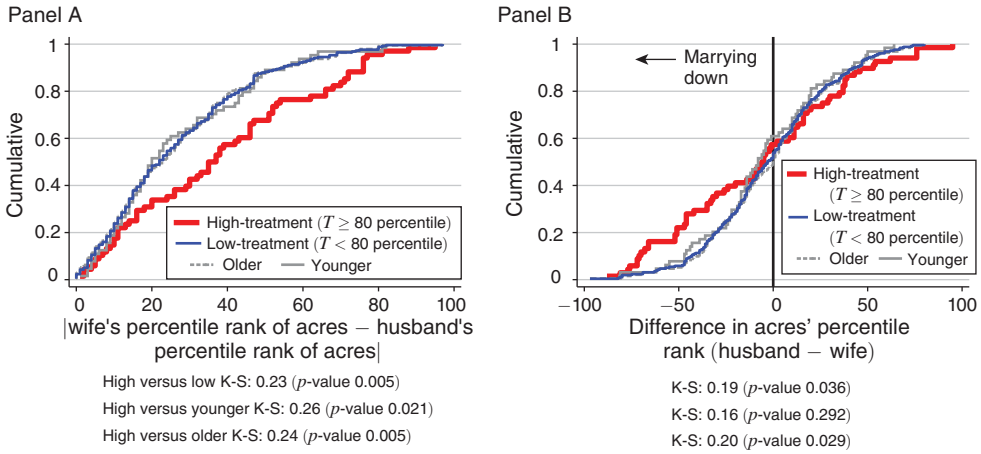 Panel A
1
0.8
0.6
0.4
0.2
0
Cumulative
High-treatment (T ≥ 80 percentile)
Low-treatment (T < 80 percentile)
Older
Younger
0 20 40 60 80 100
|wife's percentile rank of acres − husband's
percentile rank of acres|
High versus low K-S: 0.23 (p-value 0.005)
High versus younger K-S: 0.26 (p-value 0.021)
High versus older K-S: 0.24 (p-value 0.005)
Panel B
1
0.8
0.6
0.4
0.2
0
Cumulative
← Marrying
down
High-treatment
(T ≥ 80 percentile)
Low-treatment
(T < 80 percentile)
Older
Younger
−100 −50 0 50 100
Difference in acres’ percentile
rank (husband − wife)
K-S: 0.19 (p-value 0.036)
K-S: 0.16 (p-value 0.292)
K-S: 0.20 (p-value 0.029)